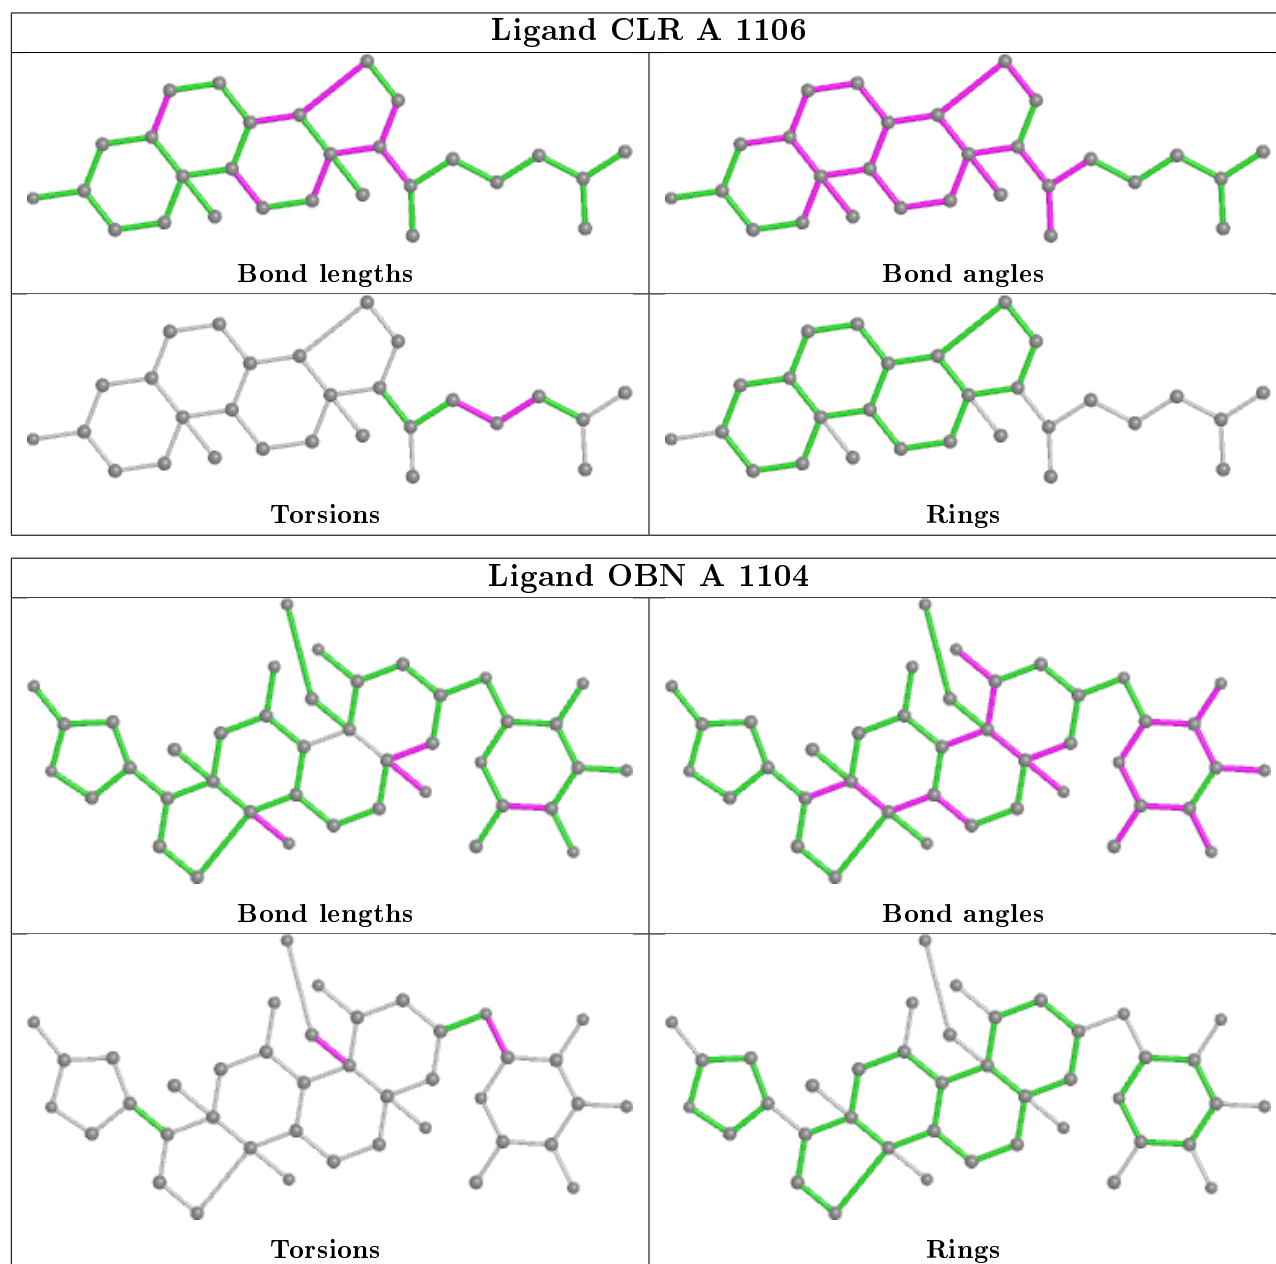 Ligand CLR A 1106
Bond lengths
Bond angles
Torsions
Rings
Ligand OBN A 1104
Bond lengths
Bond angles
Torsions
Rings